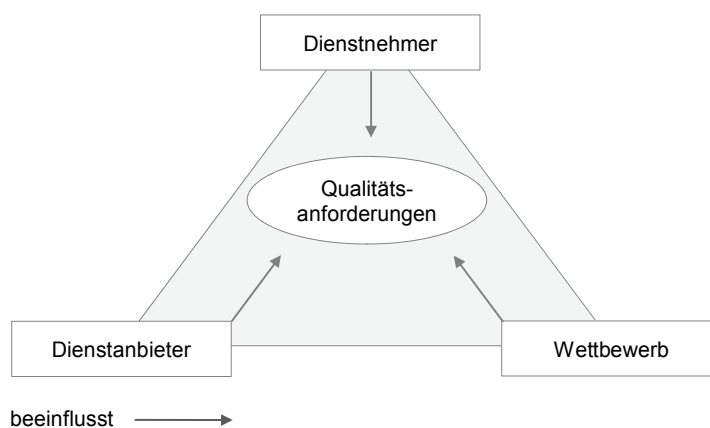 Dienstnehmer
Qualitäts-
anforderungen
Dienstanbieter
Wettbewerb
beeinflusst